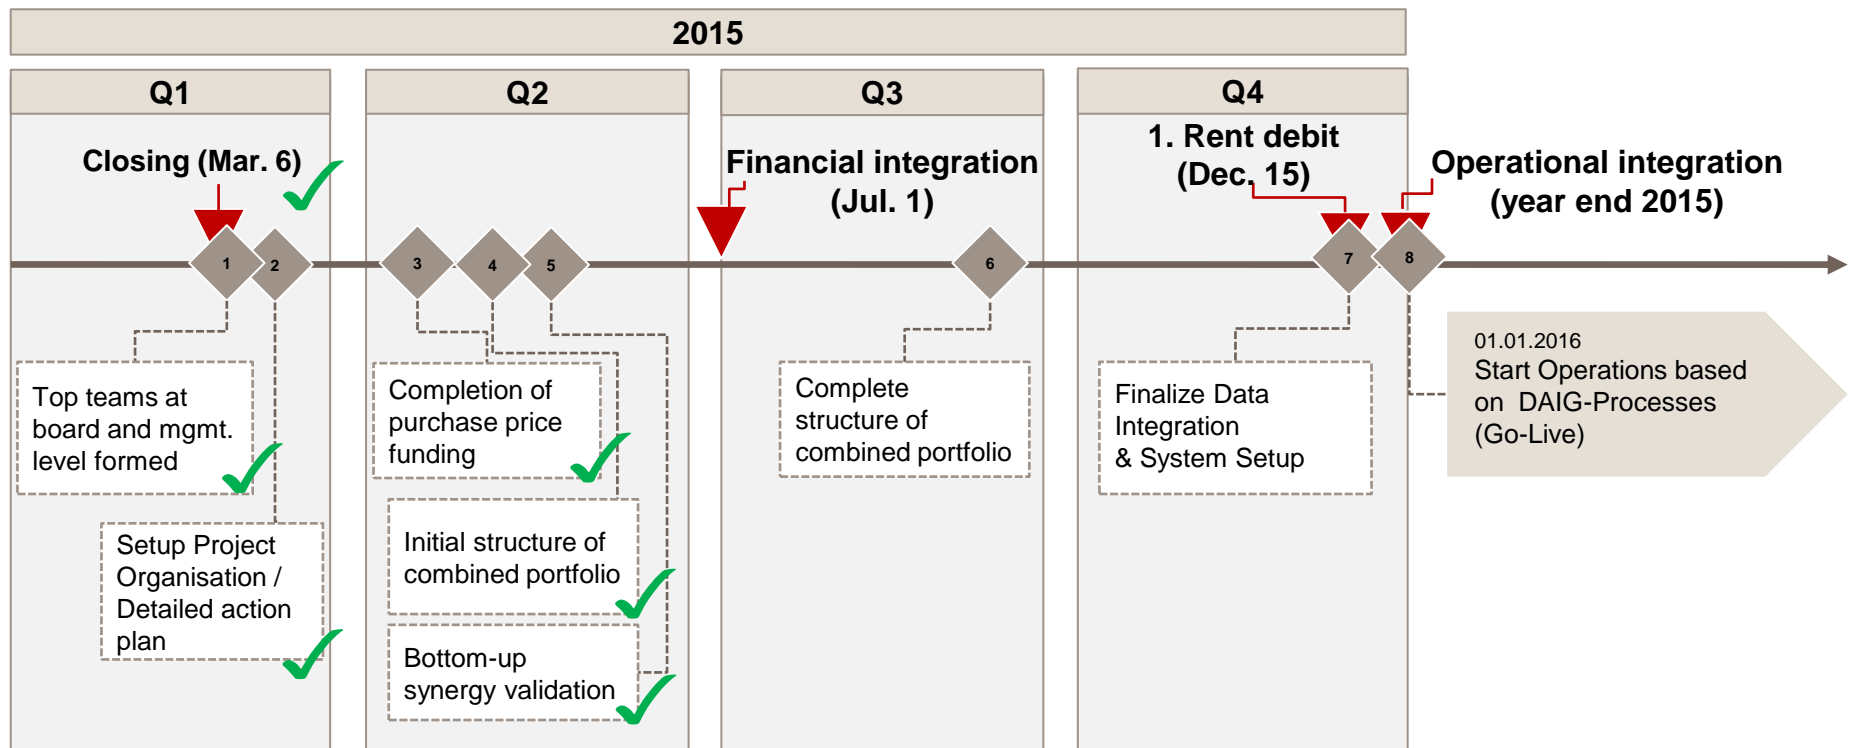 2015
Q1
Q2
Q3
Q4
Closing (Mar. 6)
Financial integration
(Jul. 1)
1. Rent debit
(Dec. 15)
Operational integration
(year end 2015)
1
2
3
4
5
6
7
8
Top teams at
board and mgmt.
level formed
Setup Project
Organisation /
Detailed action
plan
Completion of
purchase price
funding
Initial structure of
combined portfolio
Bottom-up
synergy validation
Complete
structure of
combined portfolio
Finalize Data
Integration
& System Setup
01.01.2016
Start Operations based
on DAIG-Processes
(Go-Live)